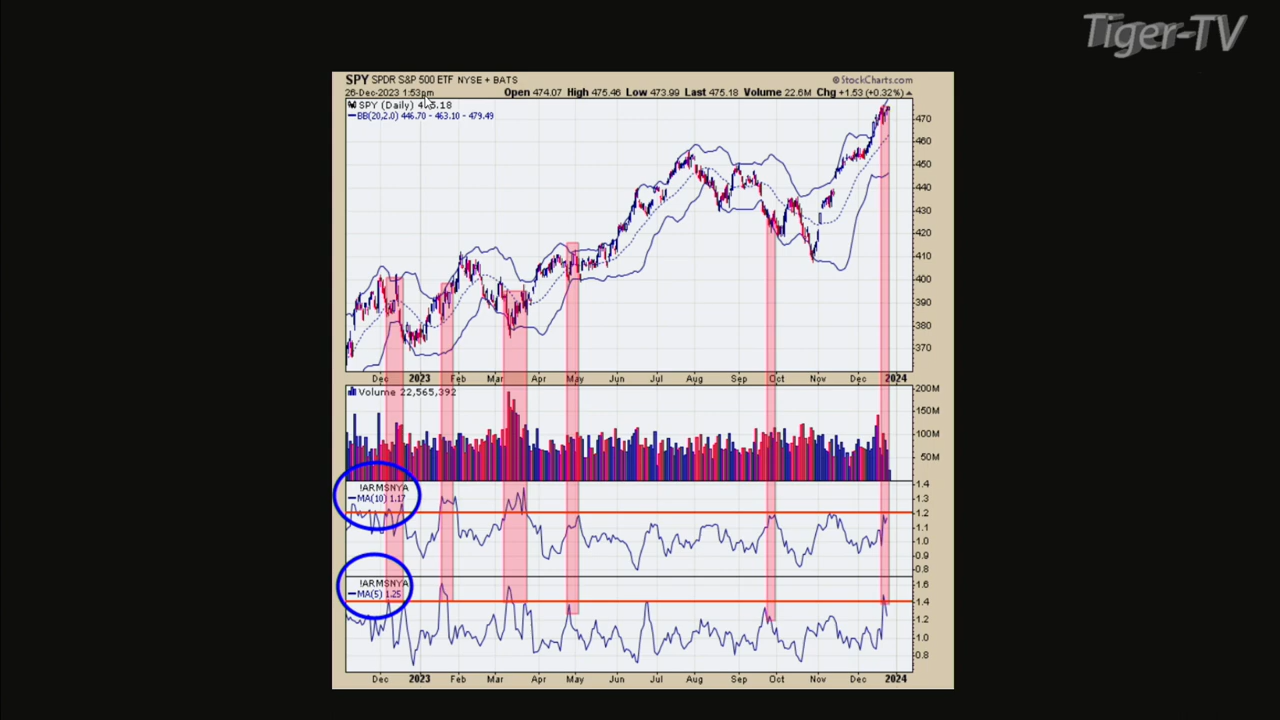 Tiger-TV
SPY SPDR S&P 500 ETF NYSE + BATS
© StockCharts.com
26-Dec-2023 1:53pm
Open 474.07 High 475.46 Low 473.99 Last 475.18 Volume 22.6M Chg +1.53 (+0.32%)
SPY (Daily)
BB(20,2.0) 446.70 - 463.10 - 479.49
470
460
450
440
430
420
410
400
390
380
370
Dec 2023 Feb Mar Apr May Jun Jul Aug Sep Oct Nov Dec 2024
Volume 22,565,392
200M
150M
100M
50M
!ARMSNYA
MA(10) 1.17
1.4
1.3
1.2
1.1
1.0
0.9
0.8
!ARMSNYA
MA(5) 1.25
1.6
1.4
1.2
1.0
0.8
Dec 2023 Feb Mar Apr May Jun Jul Aug Sep Oct Nov Dec 2024